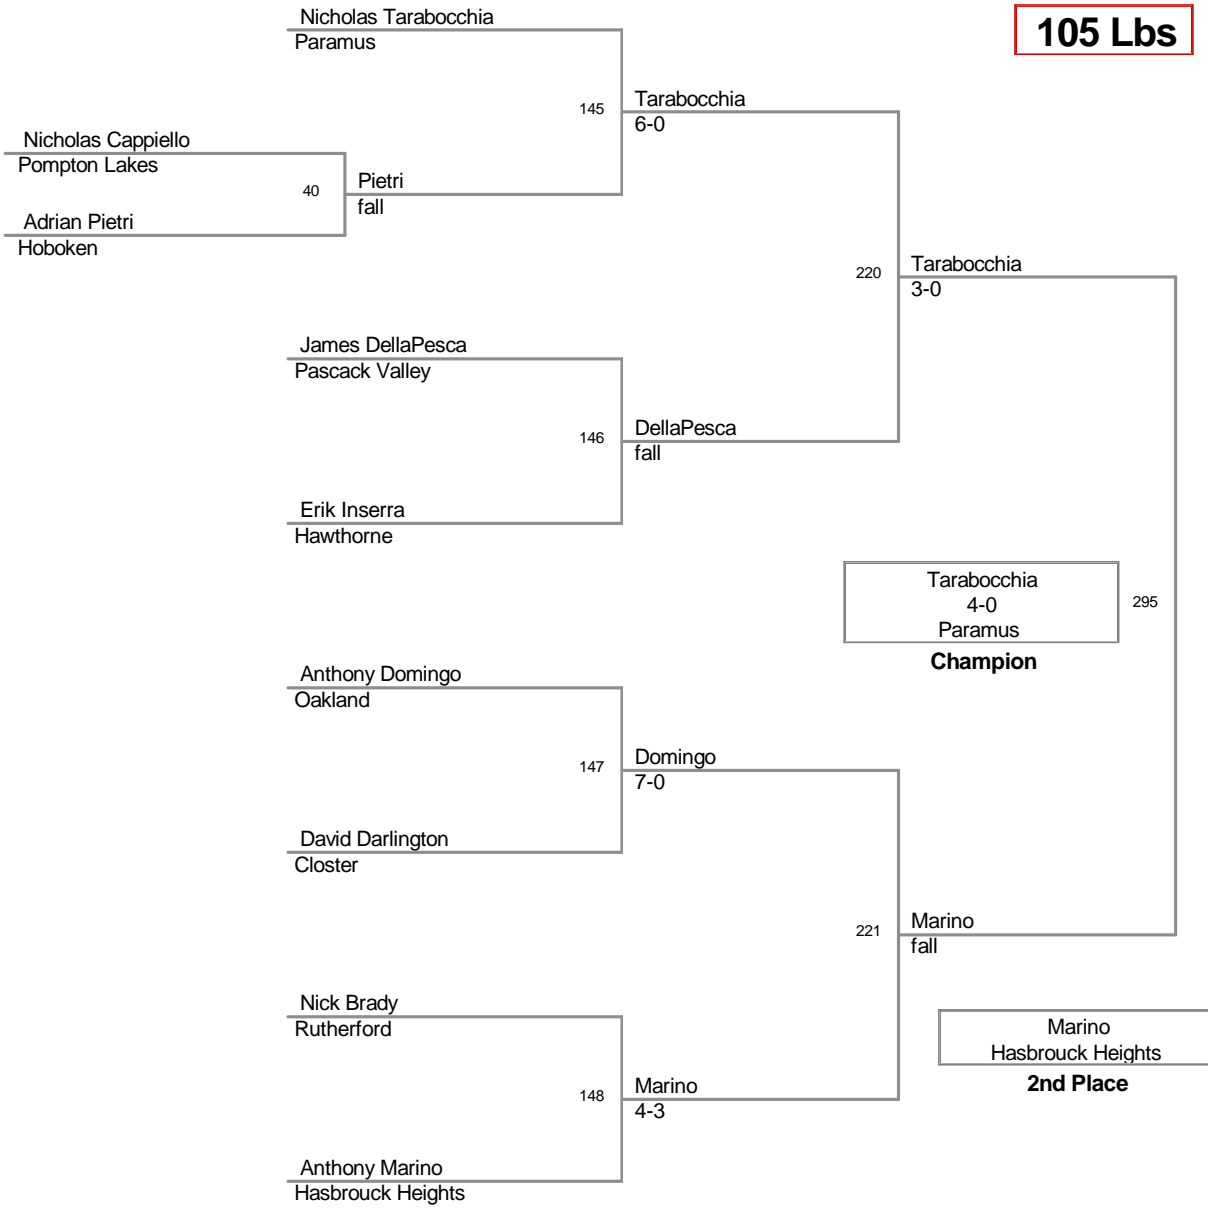 Nicholas Tarabocchia
Paramus
105 Lbs
145
Tarabocchia
6-0
Nicholas Cappiello
Pompton Lakes
40
Pietri
fall
Adrian Pietri
Hoboken
220
Tarabocchia
3-0
James DellaPesca
Pascack Valley
146
DellaPesca
fall
Erik Inserra
Hawthorne
Tarabocchia
4-0
Paramus
295
Champion
Anthony Domingo
Oakland
147
Domingo
7-0
David Darlington
Closter
221
Marino
fall
Nick Brady
Rutherford
Marino
Hasbrouck Heights
2nd Place
148
Marino
4-3
Anthony Marino
Hasbrouck Heights